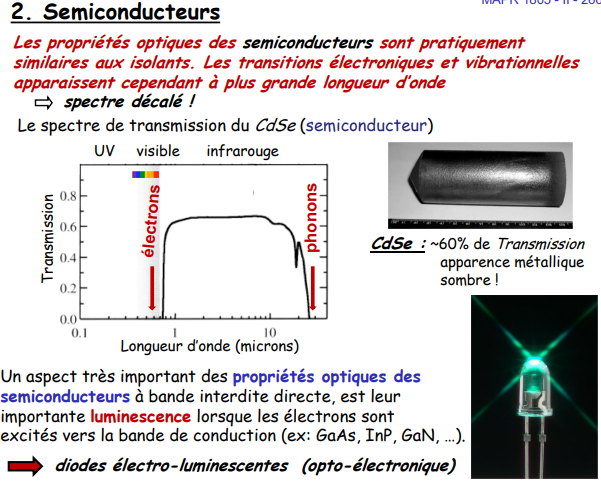 MAPR 1805 - II - 200
2. Semiconducteurs
Les propriétés optiques des semiconducteurs sont pratiquement
similaires aux isolants. Les transitions électroniques et vibrationnelles
apparaissent cependant à plus grande longueur d'onde
⇨ spectre décalé !
Le spectre de transmission du CdSe (semiconducteur)
UV visible infrarouge
Transmission
0.8
0.6
0.4
0.2
0.0
électrons
phonons
0.1 1 10
Longueur d'onde (microns)
CdSe : ~60% de Transmission
apparence métallique
sombre !
Un aspect très important des propriétés optiques des
semiconducteurs à bande interdite directe, est leur
importante luminescence lorsque les électrons sont
excités vers la bande de conduction (ex: GaAs, InP, GaN, …).
diodes électro-luminescentes (opto-électronique)